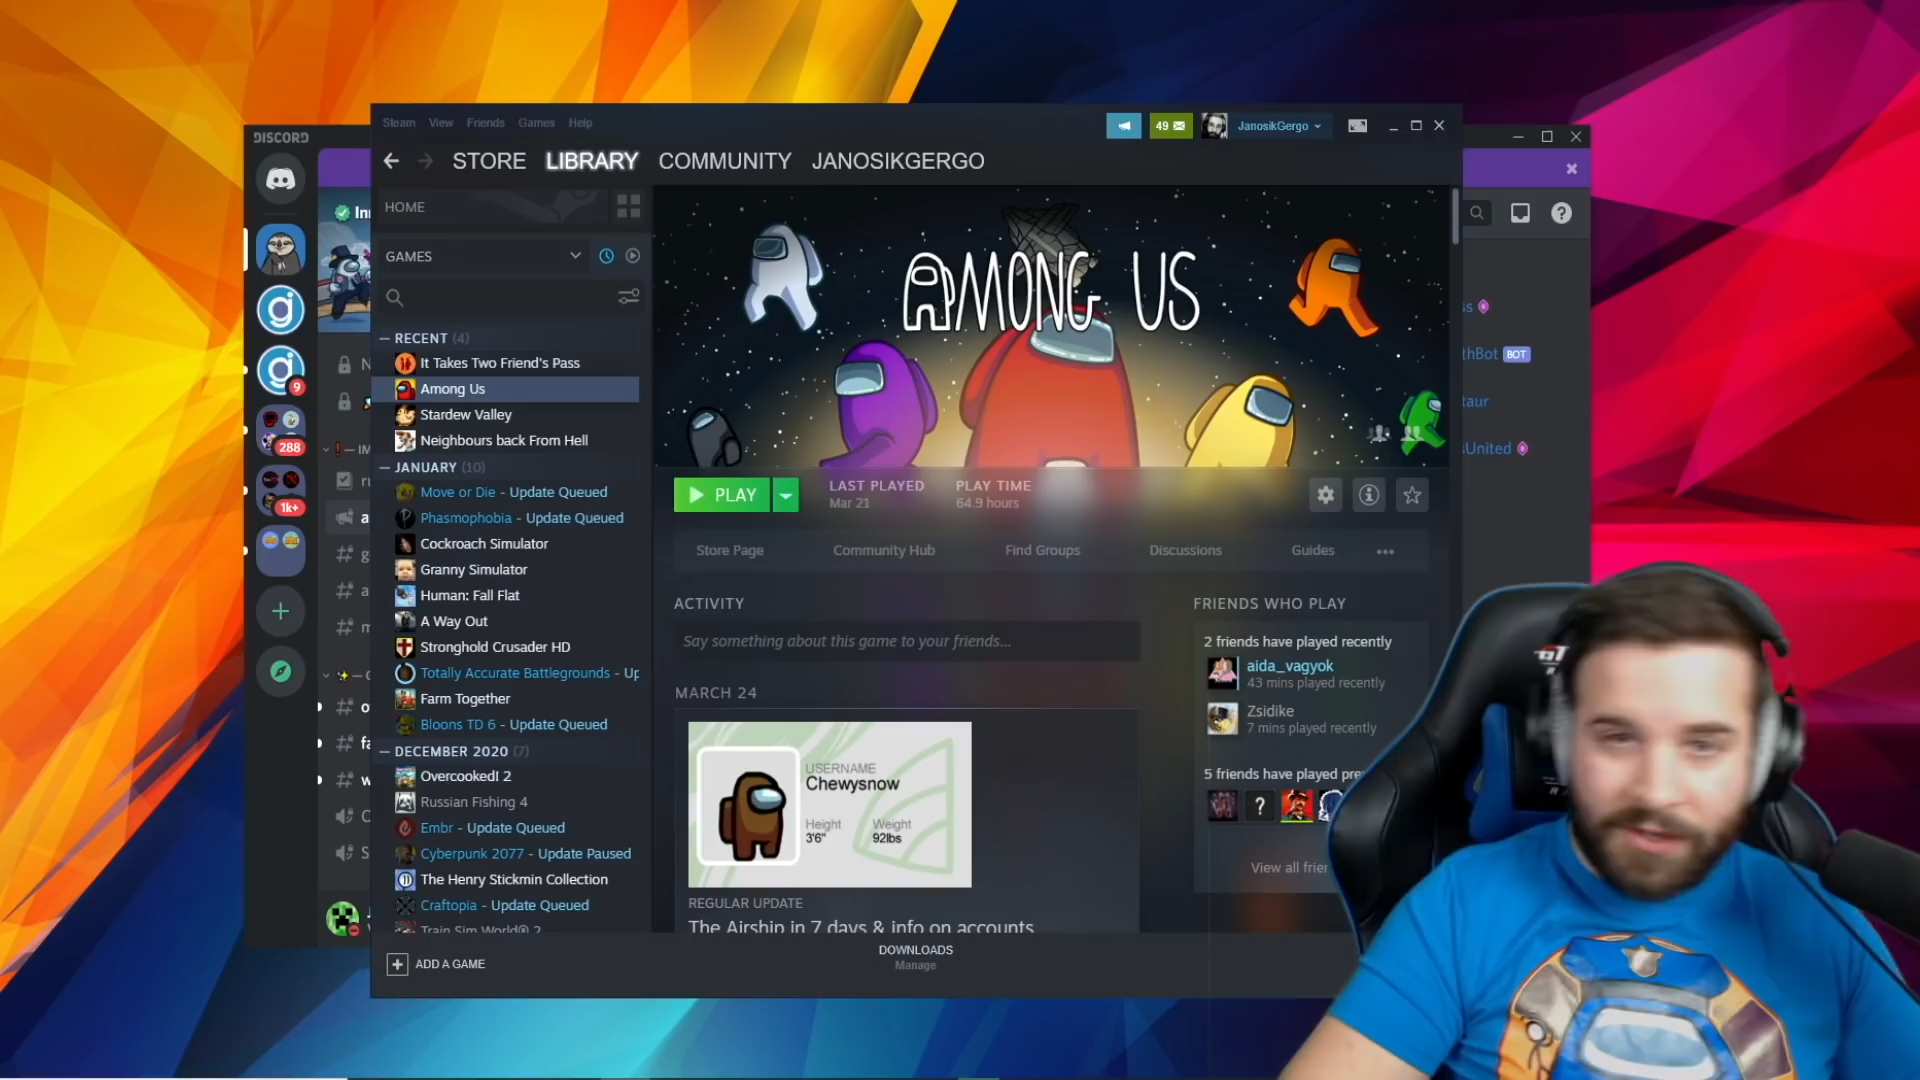 DISCORD
Steam View Friends Games Help
49
JanosikGergo
STORE LIBRARY COMMUNITY JANOSIKGERGO
HOME
GAMES
RECENT (4)
It Takes Two Friend's Pass
Among Us
Stardew Valley
Neighbours back From Hell
JANUARY (10)
Move or Die - Update Queued
Phasmophobia - Update Queued
Cockroach Simulator
Granny Simulator
Human: Fall Flat
A Way Out
Stronghold Crusader HD
Totally Accurate Battlegrounds - Up
Farm Together
Bloons TD 6 - Update Queued
DECEMBER 2020 (7)
Overcooked! 2
Russian Fishing 4
Embr - Update Queued
Cyberpunk 2077 - Update Paused
The Henry Stickmin Collection
Craftopia - Update Queued
Train Sim World® 2
ADD A GAME
AMONG US
PLAY
LAST PLAYED
Mar 21
PLAY TIME
64.9 hours
Store Page Community Hub Find Groups Discussions Guides
ACTIVITY
Say something about this game to your friends...
MARCH 24
USERNAME
Chewysnow
Height Weight
3'6" 92lbs
REGULAR UPDATE
The Airship in 7 days & info on accounts
FRIENDS WHO PLAY
2 friends have played recently
aida_vagyok
43 mins played recently
Zsidike
7 mins played recently
5 friends have played pre
?
View all frien
DOWNLOADS
Manage
9
288
1k+
thBot BOT
taur
sUnited